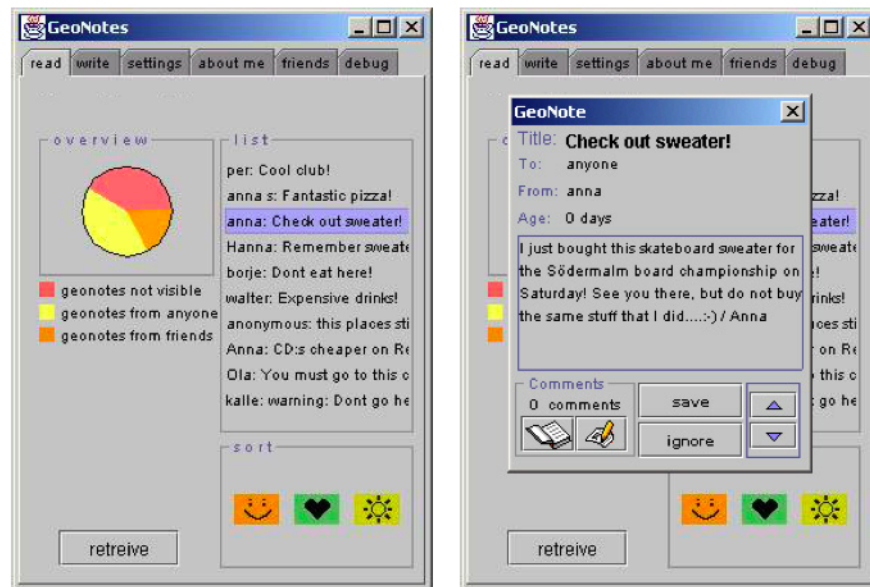 GeoNotes
read write settings about me friends debug
overview
geonotes not visible
geonotes from anyone
geonotes from friends
list
per: Cool club!
anna s: Fantastic pizza!
anna: Check out sweater!
Hanna: Remember sweate
borje: Dont eat here!
walter: Expensive drinks!
anonymous: this places sti
Anna: CD:s cheaper on Re
Ola: You must go to this c
kalle: warning: Dont go he
sort
retreive
GeoNotes
read write settings about me friends debug
GeoNote
Title: Check out sweater!
To: anyone
From: anna
Age: 0 days
I just bought this skateboard sweater for
the Södermalm board championship on
Saturday! See you there, but do not buy
the same stuff that I did....:-) / Anna
Comments
0 comments
save
ignore
zza!
eater!
sweate
e!
rinks!
aces sti
r on Re
this c
t go he
retreive